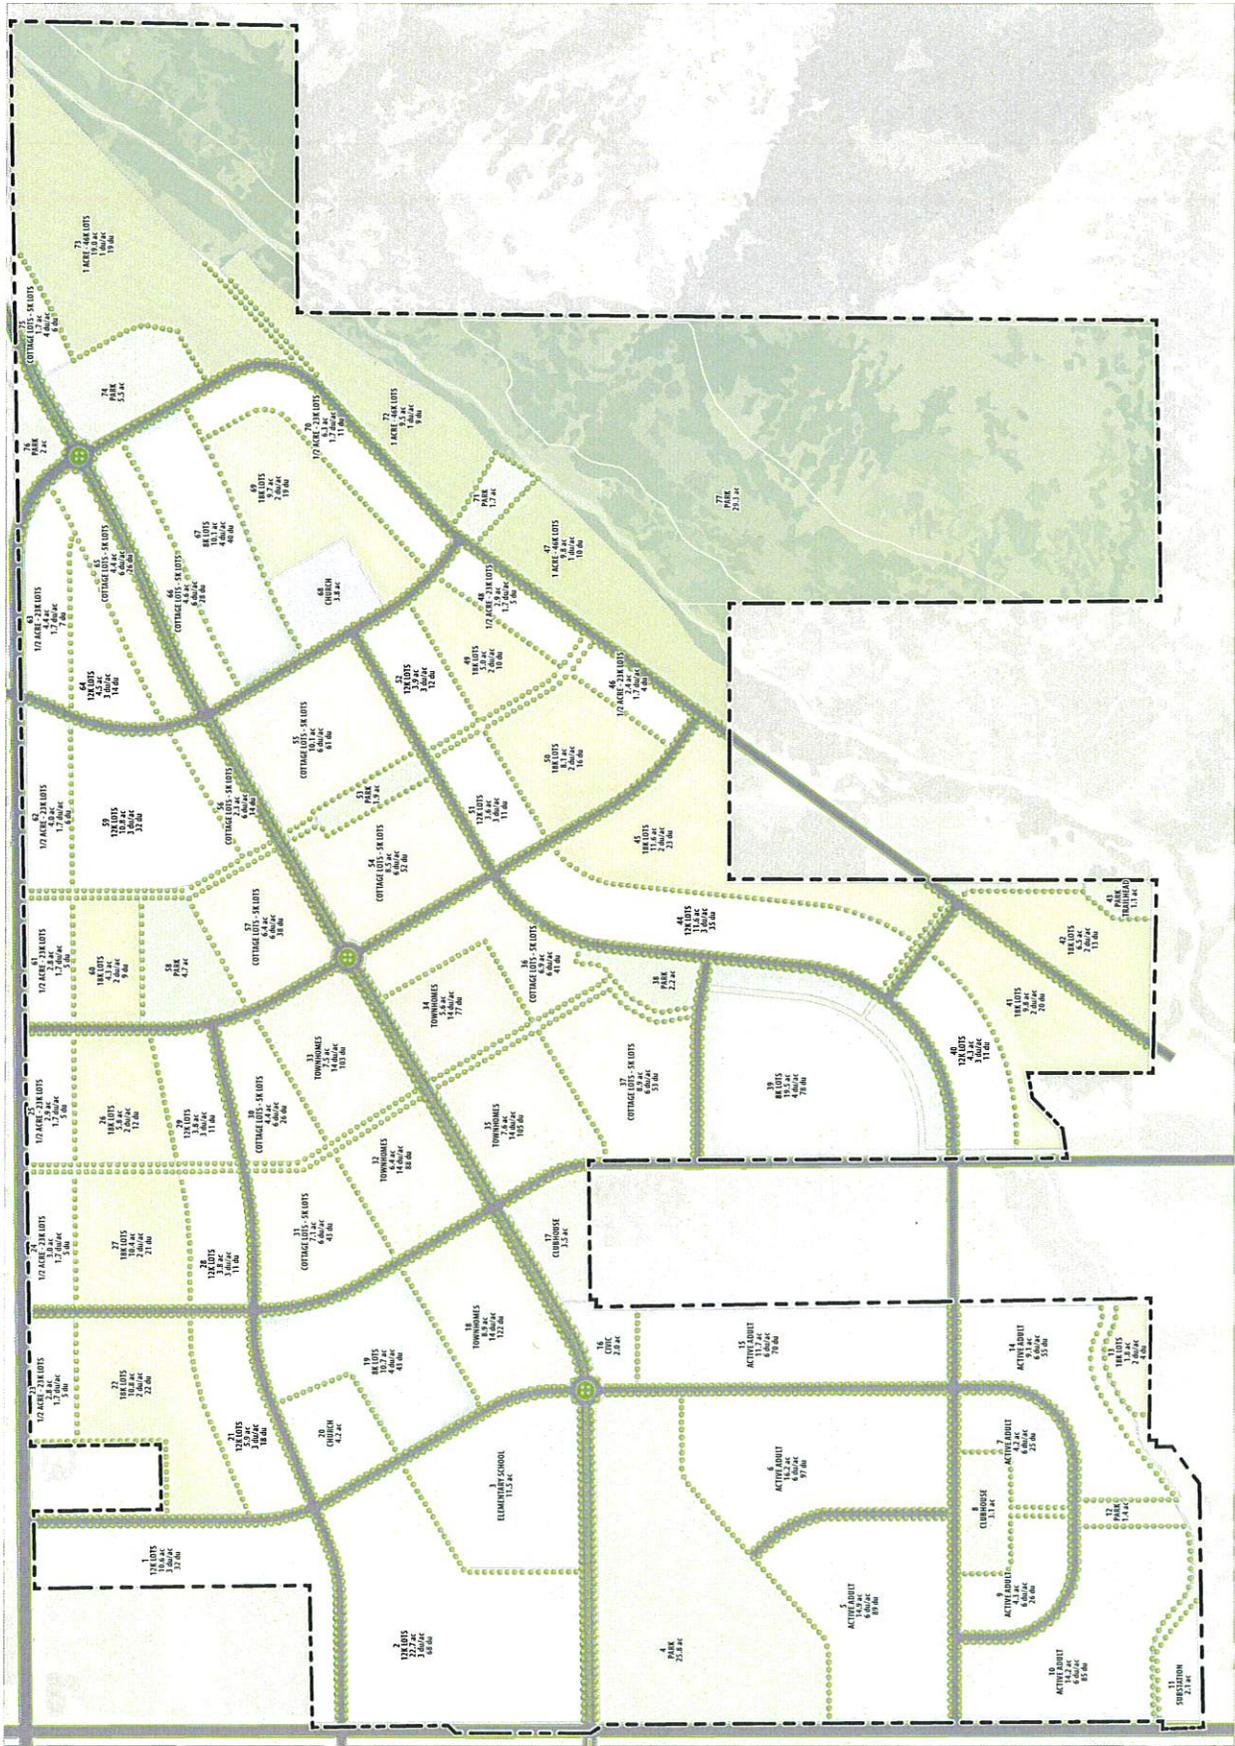 1
12K LOTS
10.6 ac
3 du/ac
32 du
2
12K LOTS
22.7 ac
3 du/ac
68 du
3
ELEMENTARY SCHOOL
11.5 ac
4
PARK
25.8 ac
5
ACTIVE ADULT
14.9 ac
6 du/ac
89 du
6
ACTIVE ADULT
16.2 ac
6 du/ac
97 du
7
ACTIVE ADULT
4.2 ac
6 du/ac
25 du
8
CLUBHOUSE
3.1 ac
9
ACTIVE ADULT
4.3 ac
6 du/ac
26 du
10
ACTIVE ADULT
14.2 ac
6 du/ac
85 du
11
SUBSTATION
2.1 ac
12
PARK
1.4 ac
13
18K LOTS
1.8 ac
2 du/ac
4 du
14
ACTIVE ADULT
9.1 ac
6 du/ac
55 du
15
ACTIVE ADULT
11.7 ac
6 du/ac
70 du
16
CIVIC
2.0 ac
17
CLUBHOUSE
3.5 ac
18
TOWNHOMES
8.9 ac
14 du/ac
122 du
19
8K LOTS
10.7 ac
4 du/ac
43 du
20
CHURCH
4.2 ac
21
12K LOTS
5.9 ac
3 du/ac
18 du
22
18K LOTS
10.8 ac
2 du/ac
22 du
23
1/2 ACRE - 23K LOTS
2.8 ac
1.7 du/ac
5 du
24
1/2 ACRE - 23K LOTS
3.0 ac
1.7 du/ac
5 du
25
1/2 ACRE - 23K LOTS
2.9 ac
1.7 du/ac
5 du
26
18K LOTS
5.8 ac
2 du/ac
12 du
27
18K LOTS
10.4 ac
2 du/ac
21 du
28
12K LOTS
3.8 ac
3 du/ac
11 du
29
12K LOTS
3.8 ac
3 du/ac
11 du
30
COTTAGE LOTS - 5K LOTS
4.4 ac
6 du/ac
26 du
31
COTTAGE LOTS - 5K LOTS
7.1 ac
6 du/ac
43 du
32
TOWNHOMES
6.4 ac
14 du/ac
88 du
33
TOWNHOMES
7.5 ac
14 du/ac
103 du
34
TOWNHOMES
5.6 ac
14 du/ac
77 du
35
TOWNHOMES
7.6 ac
14 du/ac
105 du
36
COTTAGE LOTS - 5K LOTS
6.9 ac
6 du/ac
41 du
37
COTTAGE LOTS - 5K LOTS
8.9 ac
6 du/ac
53 du
38
PARK
2.2 ac
39
8K LOTS
19.5 ac
4 du/ac
78 du
40
12K LOTS
4.3 ac
3 du/ac
11 du
41
18K LOTS
9.8 ac
2 du/ac
20 du
42
18K LOTS
6.5 ac
2 du/ac
13 du
43
PARK
TRAILHEAD
1.1 ac
44
12K LOTS
11.6 ac
3 du/ac
35 du
45
18K LOTS
11.6 ac
2 du/ac
23 du
46
1/2 ACRE - 23K LOTS
2.4 ac
1.7 du/ac
4 du
47
1 ACRE - 46K LOTS
9.8 ac
1 du/ac
10 du
48
1/2 ACRE - 23K LOTS
2.9 ac
1.7 du/ac
5 du
49
18K LOTS
5.0 ac
2 du/ac
10 du
50
18K LOTS
8.1 ac
2 du/ac
16 du
51
12K LOTS
3.6 ac
3 du/ac
11 du
52
12K LOTS
3.9 ac
3 du/ac
12 du
53
PARK
1.9 ac
54
COTTAGE LOTS - 5K LOTS
8.5 ac
6 du/ac
52 du
55
COTTAGE LOTS - 5K LOTS
10.1 ac
6 du/ac
61 du
56
COTTAGE LOTS - 5K LOTS
2.3 ac
6 du/ac
14 du
57
COTTAGE LOTS - 5K LOTS
6.4 ac
6 du/ac
38 du
58
PARK
4.7 ac
59
12K LOTS
10.8 ac
3 du/ac
32 du
60
18K LOTS
4.3 ac
2 du/ac
9 du
61
1/2 ACRE - 23K LOTS
2.8 ac
1.7 du/ac
5 du
62
1/2 ACRE - 23K LOTS
4.0 ac
1.7 du/ac
6 du
63
1/2 ACRE - 23K LOTS
4.4 ac
1.7 du/ac
7 du
64
12K LOTS
4.5 ac
3 du/ac
14 du
65
COTTAGE LOTS - 5K LOTS
4.4 ac
6 du/ac
26 du
66
COTTAGE LOTS - 5K LOTS
4.6 ac
6 du/ac
28 du
67
8K LOTS
10.1 ac
4 du/ac
40 du
68
CHURCH
3.8 ac
69
18K LOTS
9.7 ac
2 du/ac
19 du
70
1/2 ACRE - 23K LOTS
6.3 ac
1.7 du/ac
11 du
71
PARK
1.7 ac
72
1 ACRE - 46K LOTS
9.5 ac
1 du/ac
9 du
73
1 ACRE - 46K LOTS
19.0 ac
1 du/ac
19 du
74
PARK
5.5 ac
75
COTTAGE LOTS - 5K LOTS
1.7 ac
4 du/ac
6 du
76
PARK
2 ac
77
PARK
29.3 ac